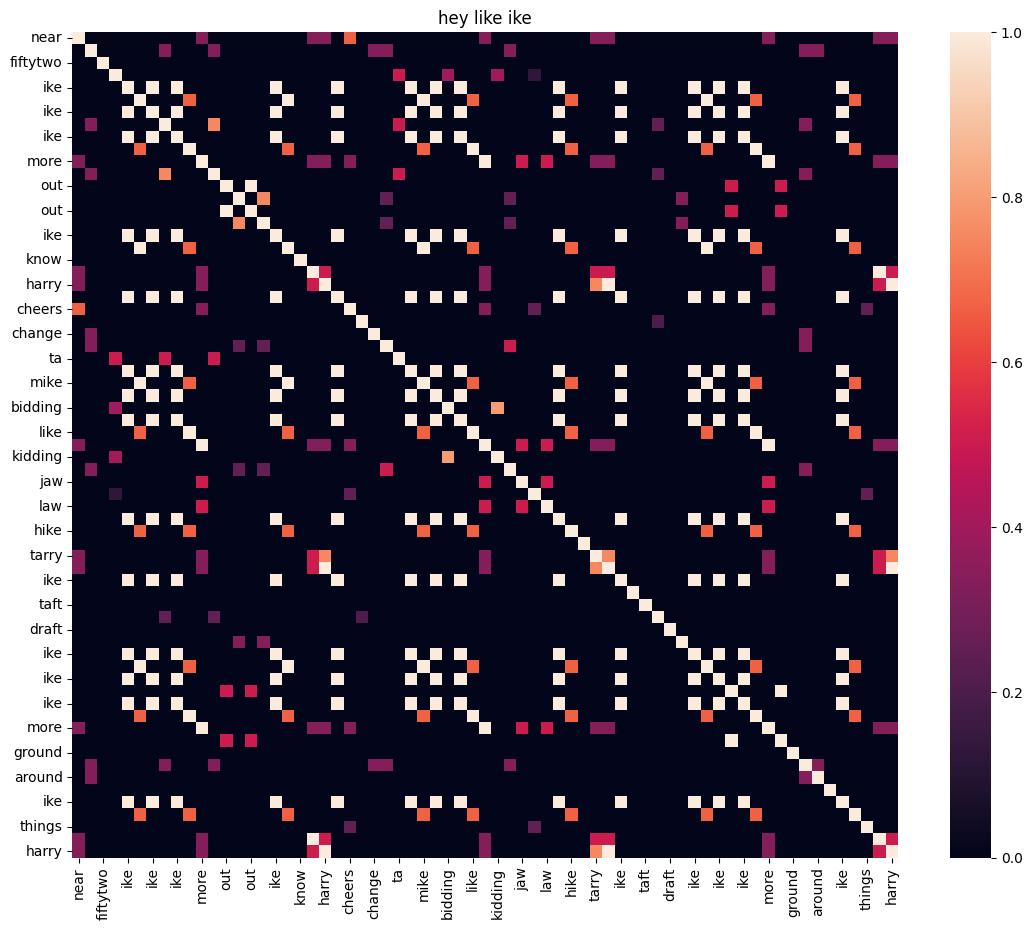 hey like ike
near
fiftytwo
ike
ike
ike
more
out
out
ike
know
harry
cheers
change
ta
mike
bidding
like
kidding
jaw
law
hike
tarry
ike
taft
draft
ike
ike
ike
more
ground
around
ike
things
harry
near
fiftytwo
ike
ike
ike
more
out
out
ike
know
harry
cheers
change
ta
mike
bidding
like
kidding
jaw
law
hike
tarry
ike
taft
draft
ike
ike
ike
more
ground
around
ike
things
harry
1.0
0.8
0.6
0.4
0.2
0.0